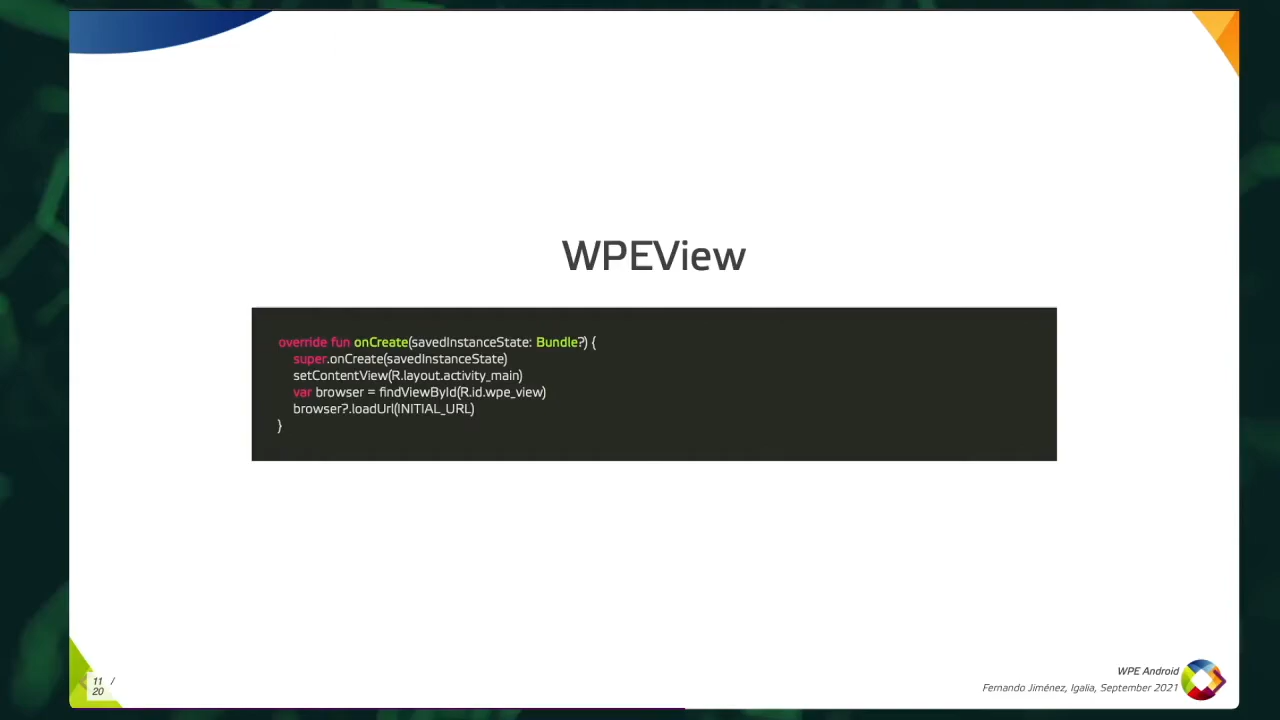 WPEView
override fun onCreate(savedInstanceState: Bundle?) {
super.onCreate(savedInstanceState)
setContentView(R.layout.activity_main)
var browser = findViewById(R.id.wpe_view)
browser?.loadUrl(INITIAL_URL)
}
11 /
20
WPE Android
Fernando Jiménez, Igalia, September 2021